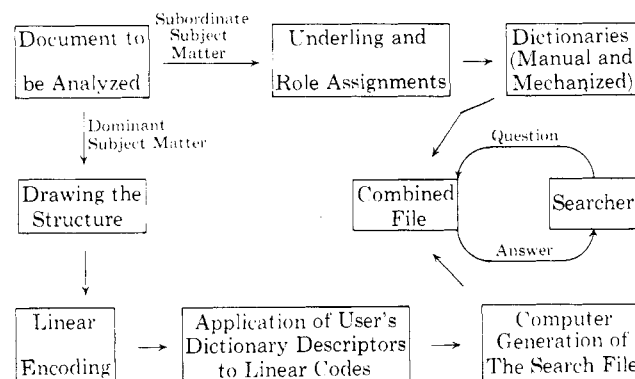 Document to
be Analyzed
Subordinate
Subject
Matter
Underling and
Role Assignments
Dictionaries
(Manual and
Mechanized)
Dominant
Subject Matter
Question
Drawing the
Structure
Combined
File
Searcher
Answer
Linear
Encoding
Application of User's
Dictionary Descriptors
to Linear Codes
Computer
Generation of
The Search File